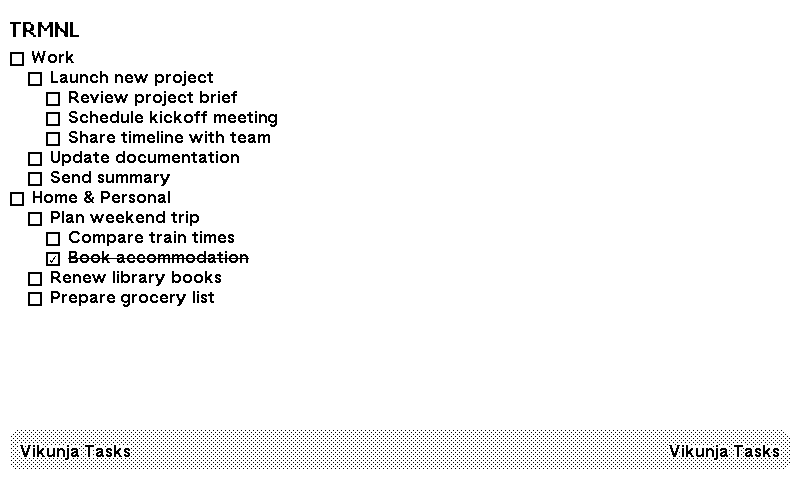 TRMNL
Work
Launch new project
Review project brief
Schedule kickoff meeting
Share timeline with team
Update documentation
Send summary
Home & Personal
Plan weekend trip
Compare train times
Book accommodation
Renew library books
Prepare grocery list
Vikunja Tasks
Vikunja Tasks